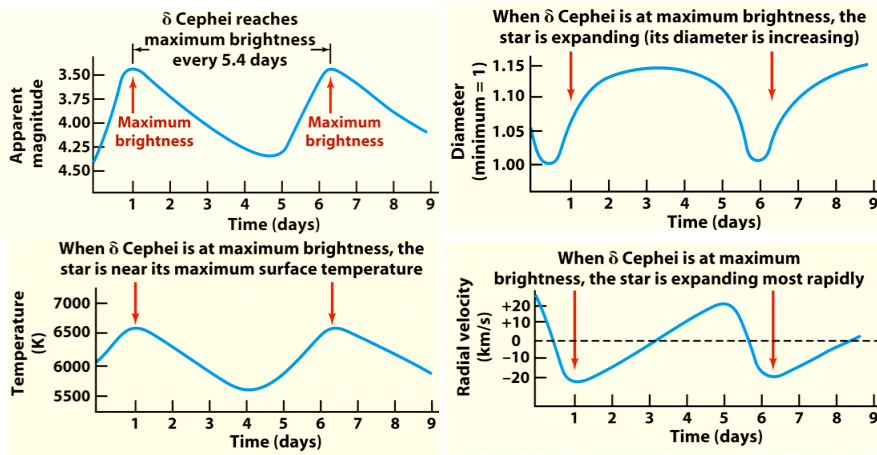 δ Cephei reaches
maximum brightness
every 5.4 days
3.50
3.75
4.00
4.25
4.50
Apparent
magnitude
Maximum
brightness
Maximum
brightness
1 2 3 4 5 6 7 8 9
Time (days)
When δ Cephei is at maximum brightness, the
star is expanding (its diameter is increasing)
1.15
1.10
1.05
1.00
Diameter
(minimum = 1)
1 2 3 4 5 6 7 8 9
Time (days)
When δ Cephei is at maximum brightness, the
star is near its maximum surface temperature
7000
6500
6000
5500
Temperature
(K)
1 2 3 4 5 6 7 8 9
Time (days)
When δ Cephei is at maximum
brightness, the star is expanding most rapidly
+20
+10
0
−10
−20
Radial velocity
(km/s)
1 2 3 4 5 6 7 8 9
Time (days)